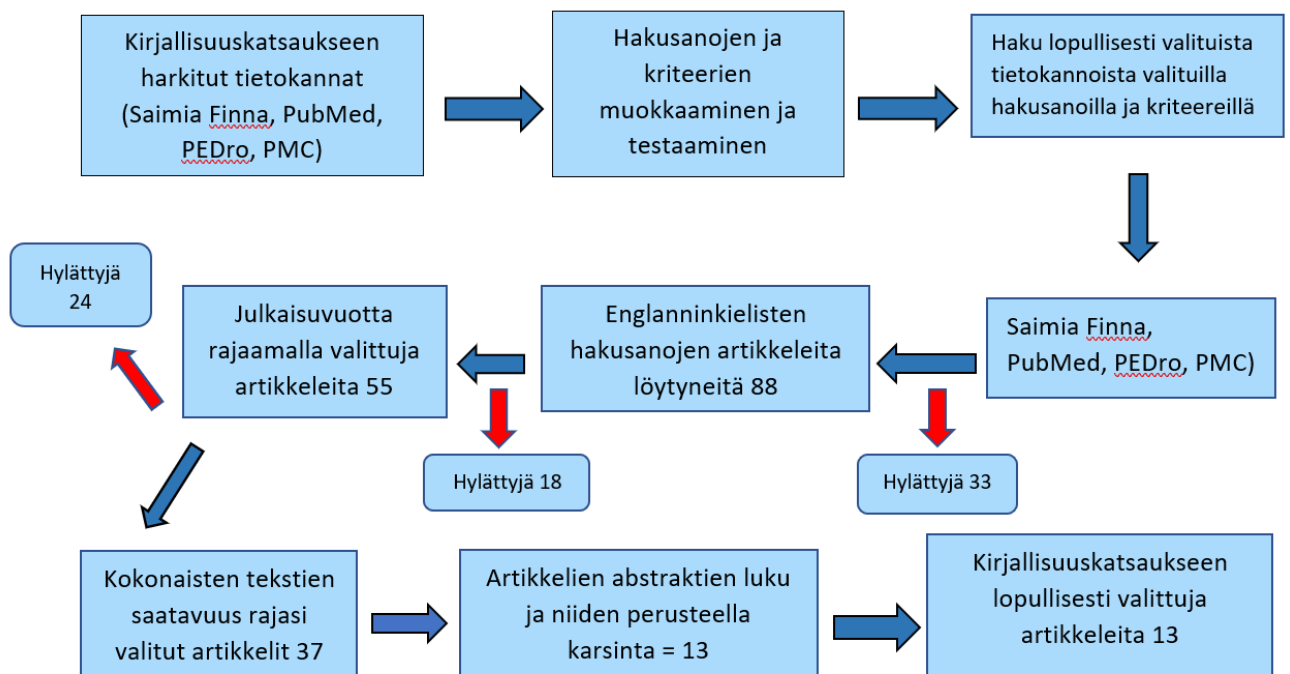 Kirjallisuuskatsaukseen
harkitut tietokannat
(Saimia Finna, PubMed,
PEDro, PMC)
Hakusanojen ja
kriteerien
muokkaaminen ja
testaaminen
Haku lopullisesti valituista
tietokannoista valituilla
hakusanoilla ja kriteereillä
Saimia Finna,
PubMed, PEDro, PMC)
Englanninkielisten
hakusanojen artikkeleita
löytyneitä 88
Hylättyjä 33
Julkaisuvuotta
rajaamalla valittuja
artikkeleita 55
Hylättyjä 18
Hylättyjä
24
Kokonaisten tekstien
saatavuus rajasi
valitut artikkelit 37
Artikkelien abstraktien luku
ja niiden perusteella
karsinta = 13
Kirjallisuuskatsaukseen
lopullisesti valittuja
artikkeleita 13